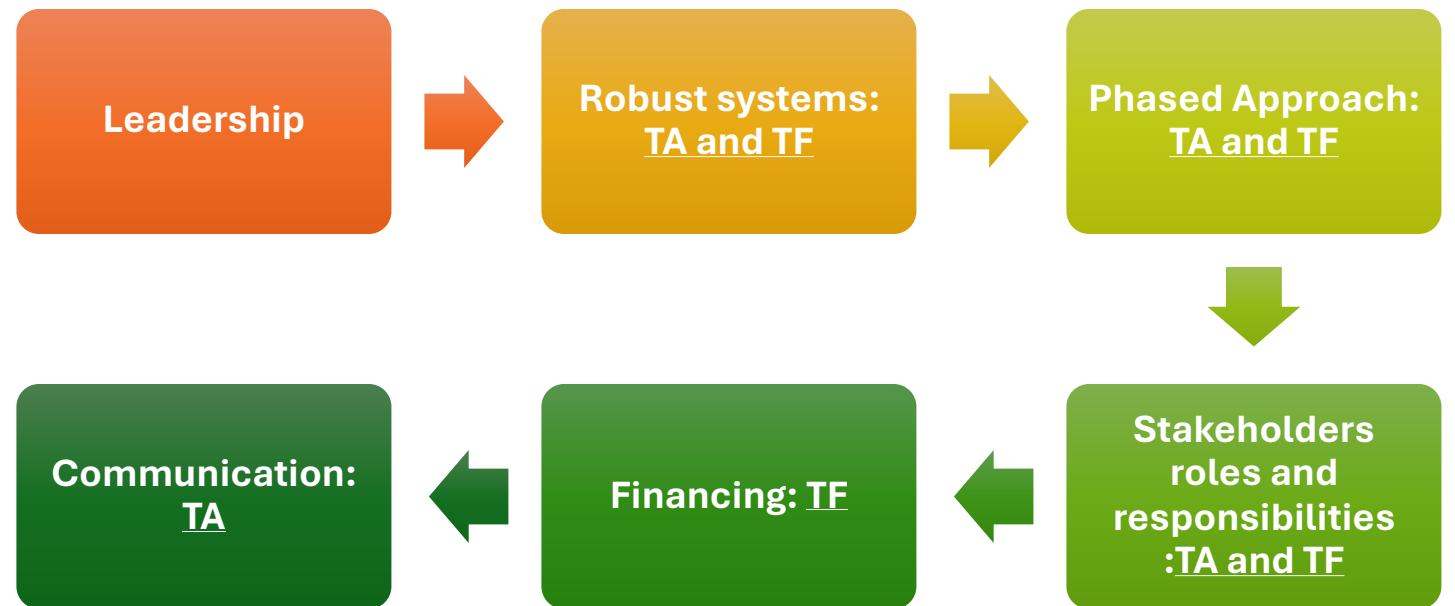 Leadership
Robust systems:
TA and TF
Phased Approach:
TA and TF
Stakeholders
roles and
responsibilities
:TA and TF
Financing: TF
Communication:
TA